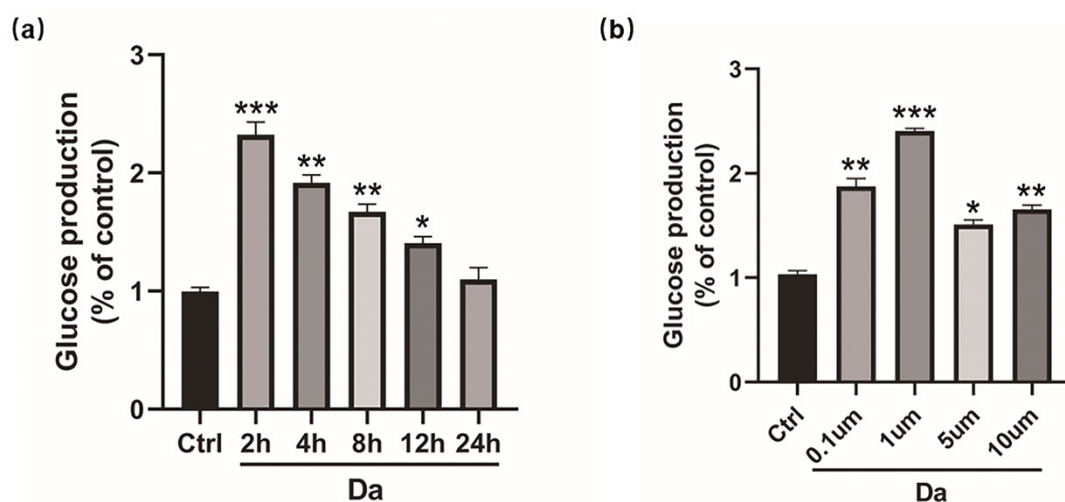 (a)
Glucose production
(% of control)
3
2
1
0
***
**
**
*
Ctrl 2h 4h 8h 12h 24h
Da
(b)
Glucose production
(% of control)
3
2
1
0
**
***
*
**
Ctrl 0.1um 1um 5um 10um
Da